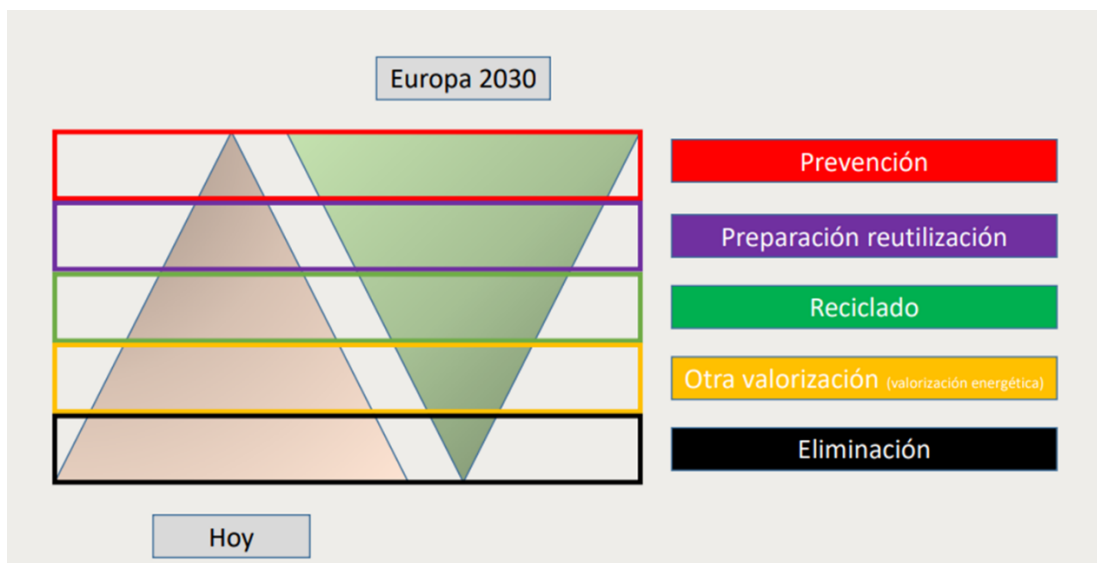 Europa 2030
Prevención
Preparación reutilización
Reciclado
Otra valorización (valorización energética)
Eliminación
Hoy